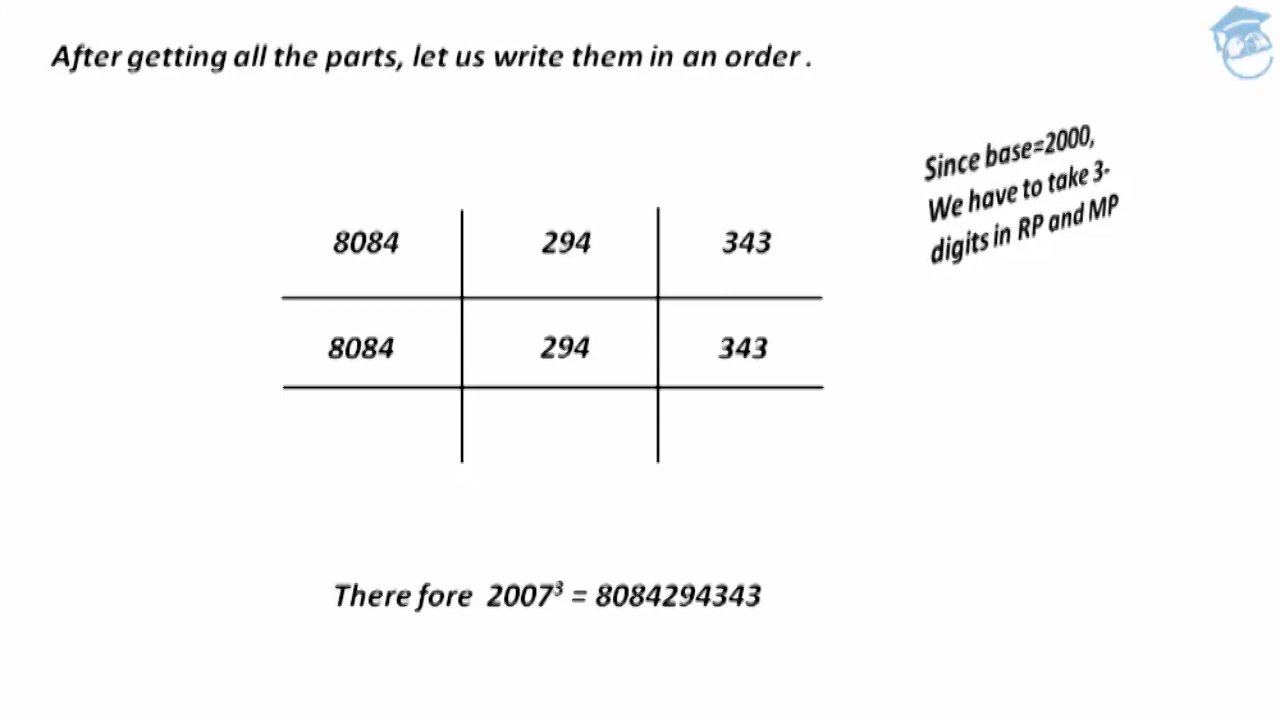 After getting all the parts, let us write them in an order .
Since base=2000,
We have to take 3-
digits in RP and MP
8084 294 343
8084 294 343
There fore 2007³ = 8084294343